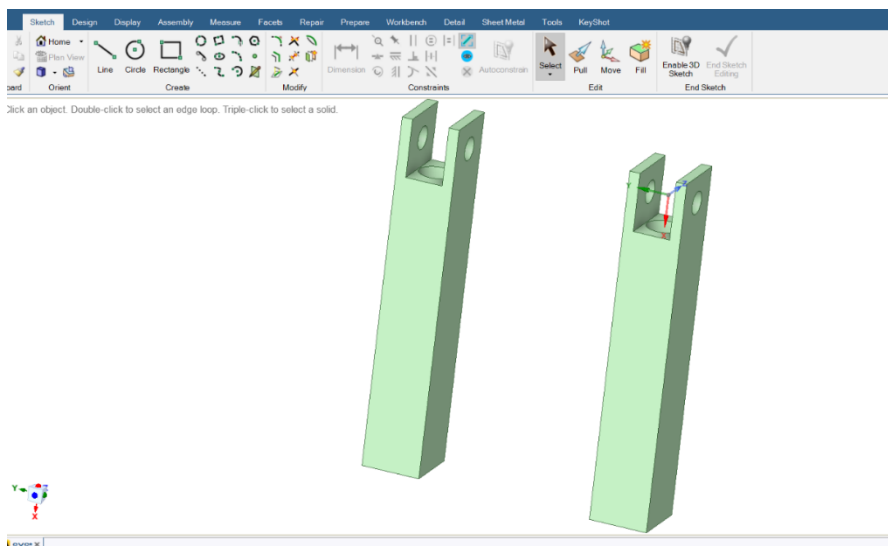 Sketch Design Display Assembly Measure Facets Repair Prepare Workbench Detail Sheet Metal Tools KeyShot
Home
Plan View
Line Circle Rectangle
Dimension
Autoconstrain
Select Pull Move Fill
Enable 3D Sketch
End Sketch Editing
Orient Create Modify Constraints Edit End Sketch
Click an object. Double-click to select an edge loop. Triple-click to select a solid.
Y
Z
X
Y
Z
X